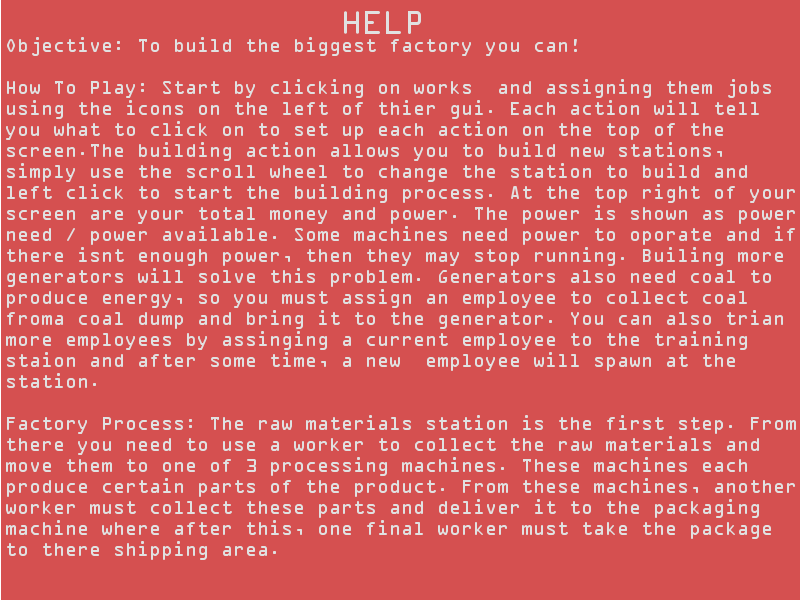 HELP
Objective: To build the biggest factory you can!
How To Play: Start by clicking on works  and assigning them jobs
using the icons on the left of thier gui. Each action will tell
you what to click on to set up each action on the top of the
screen.The building action allows you to build new stations,
simply use the scroll wheel to change the station to build and
left click to start the building process. At the top right of your
screen are your total money and power. The power is shown as power
need / power available. Some machines need power to oporate and if
there isnt enough power, then they may stop running. Builing more
generators will solve this problem. Generators also need coal to
produce energy, so you must assign an employee to collect coal
froma coal dump and bring it to the generator. You can also trian
more employees by assinging a current employee to the training
staion and after some time, a new  employee will spawn at the
station.
Factory Process: The raw materials station is the first step. From
there you need to use a worker to collect the raw materials and
move them to one of 3 processing machines. These machines each
produce certain parts of the product. From these machines, another
worker must collect these parts and deliver it to the packaging
machine where after this, one final worker must take the package
to there shipping area.